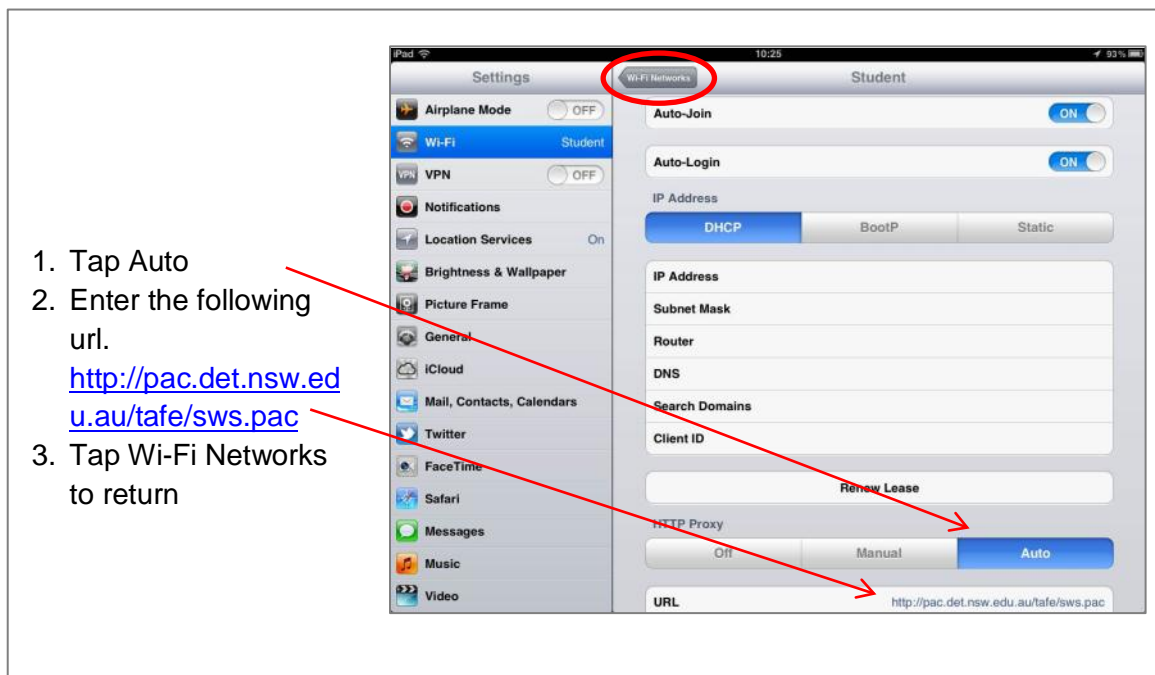 1. Tap Auto
2. Enter the following
url.
http://pac.det.nsw.ed
u.au/tafe/sws.pac
3. Tap Wi-Fi Networks
to return
iPad 10:25 93%
Settings
Airplane Mode OFF
Wi-Fi Student
VPN VPN OFF
Notifications
Location Services On
Brightness & Wallpaper
Picture Frame
General
iCloud
Mail, Contacts, Calendars
Twitter
FaceTime
Safari
Messages
Music
Video
Wi-Fi Networks Student
Auto-Join ON
Auto-Login ON
IP Address
DHCP BootP Static
IP Address
Subnet Mask
Router
DNS
Search Domains
Client ID
Renew Lease
HTTP Proxy
Off Manual Auto
URL http://pac.det.nsw.edu.au/tafe/sws.pac